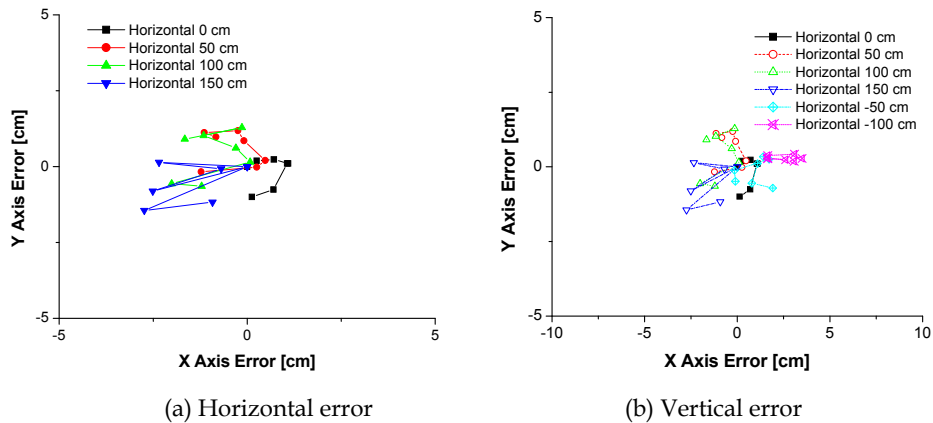 5
Horizontal 0 cm
Horizontal 50 cm
Horizontal 100 cm
Horizontal 150 cm
Y Axis Error [cm]
0
-5
-5
0
5
X Axis Error [cm]
(a) Horizontal error
5
Horizontal 0 cm
Horizontal 50 cm
Horizontal 100 cm
Horizontal 150 cm
Horizontal -50 cm
Horizontal -100 cm
Y Axis Error [cm]
0
-5
-10
-5
0
5
10
X Axis Error [cm]
(b) Vertical error